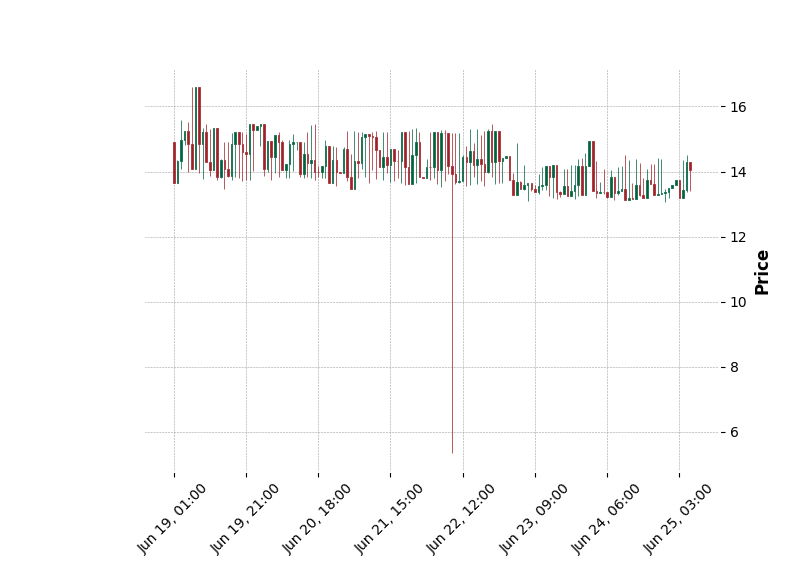 16
14
12
10
8
6
Price
Jun 19, 01:00
Jun 19, 21:00
Jun 20, 18:00
Jun 21, 15:00
Jun 22, 12:00
Jun 23, 09:00
Jun 24, 06:00
Jun 25, 03:00